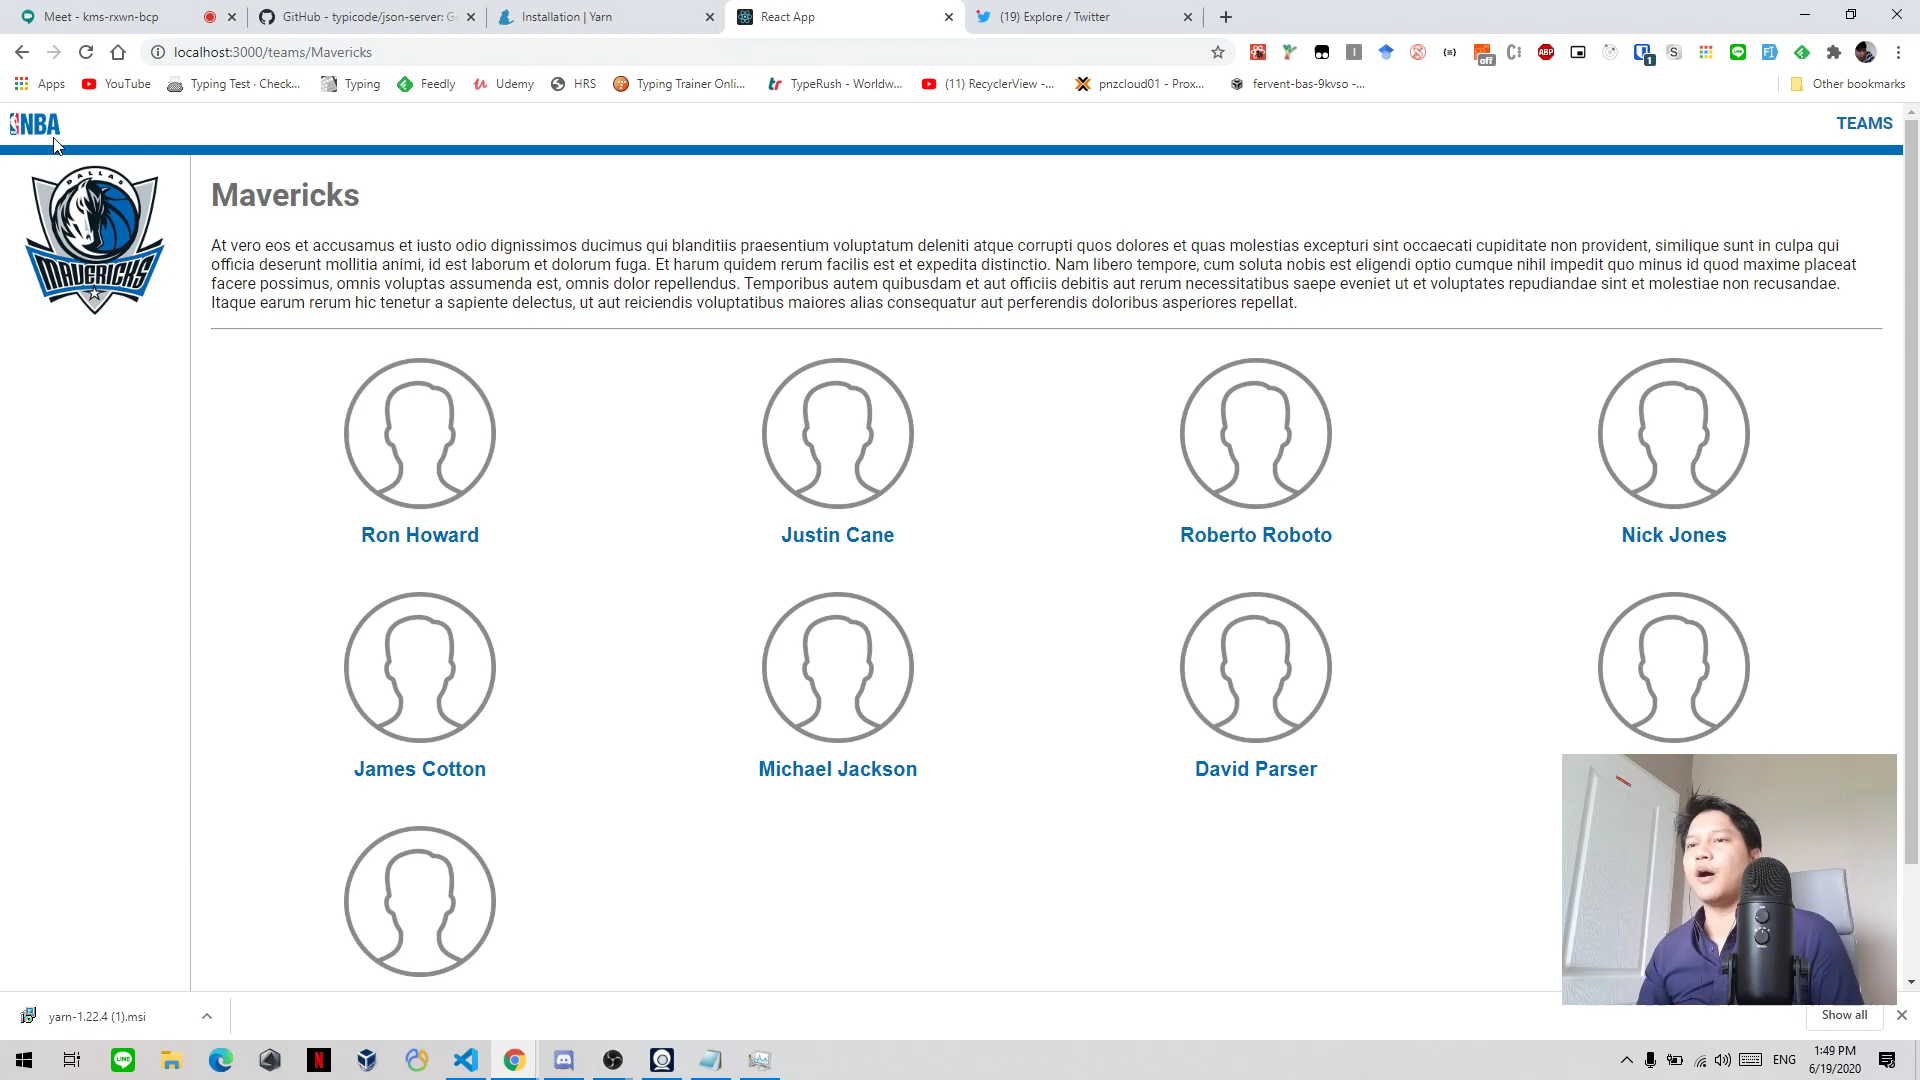 Meet - kms-rxwn-bcp
GitHub - typicode/json-server: G
Installation | Yarn
React App
(19) Explore / Twitter
localhost:3000/teams/Mavericks
Apps
YouTube
Typing Test · Check...
Typing
Feedly
Udemy
HRS
Typing Trainer Onli...
TypeRush - Worldw...
(11) RecyclerView -...
pnzcloud01 - Prox...
fervent-bas-9kvso -...
Other bookmarks
off
ABP
1
NBA
TEAMS
DALLAS
MAVERICKS
Mavericks
At vero eos et accusamus et iusto odio dignissimos ducimus qui blanditiis praesentium voluptatum deleniti atque corrupti quos dolores et quas molestias excepturi sint occaecati cupiditate non provident, similique sunt in culpa qui
officia deserunt mollitia animi, id est laborum et dolorum fuga. Et harum quidem rerum facilis est et expedita distinctio. Nam libero tempore, cum soluta nobis est eligendi optio cumque nihil impedit quo minus id quod maxime placeat
facere possimus, omnis voluptas assumenda est, omnis dolor repellendus. Temporibus autem quibusdam et aut officiis debitis aut rerum necessitatibus saepe eveniet ut et voluptates repudiandae sint et molestiae non recusandae.
Itaque earum rerum hic tenetur a sapiente delectus, ut aut reiciendis voluptatibus maiores alias consequatur aut perferendis doloribus asperiores repellat.
Ron Howard
Justin Cane
Roberto Roboto
Nick Jones
James Cotton
Michael Jackson
David Parser
yarn-1.22.4 (1).msi
Show all
ENG
1:49 PM
6/19/2020